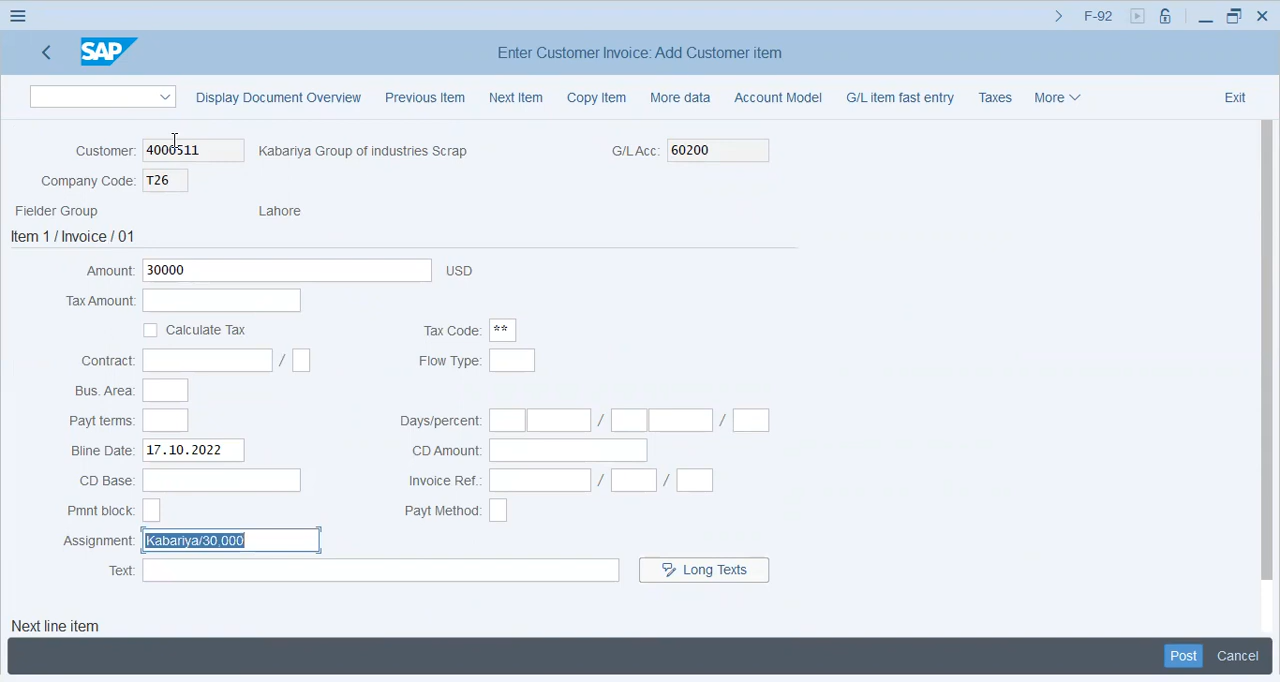 F-92
SAP Enter Customer Invoice: Add Customer item
Display Document Overview Previous Item Next Item Copy Item More data Account Model G/L item fast entry Taxes More Exit
Customer: 4000511 Kabariya Group of industries Scrap G/L Acc: 60200
Company Code: T26
Fielder Group Lahore
Item 1 / Invoice / 01
Amount: 30000 USD
Tax Amount:
Calculate Tax Tax Code: **
Contract: / Flow Type:
Bus. Area:
Payt terms: Days/percent: / /
Bline Date: 17.10.2022 CD Amount:
CD Base: Invoice Ref.: / /
Pmnt block: Payt Method:
Assignment: Kabariya/30,000
Text: Long Texts
Next line item
Post Cancel